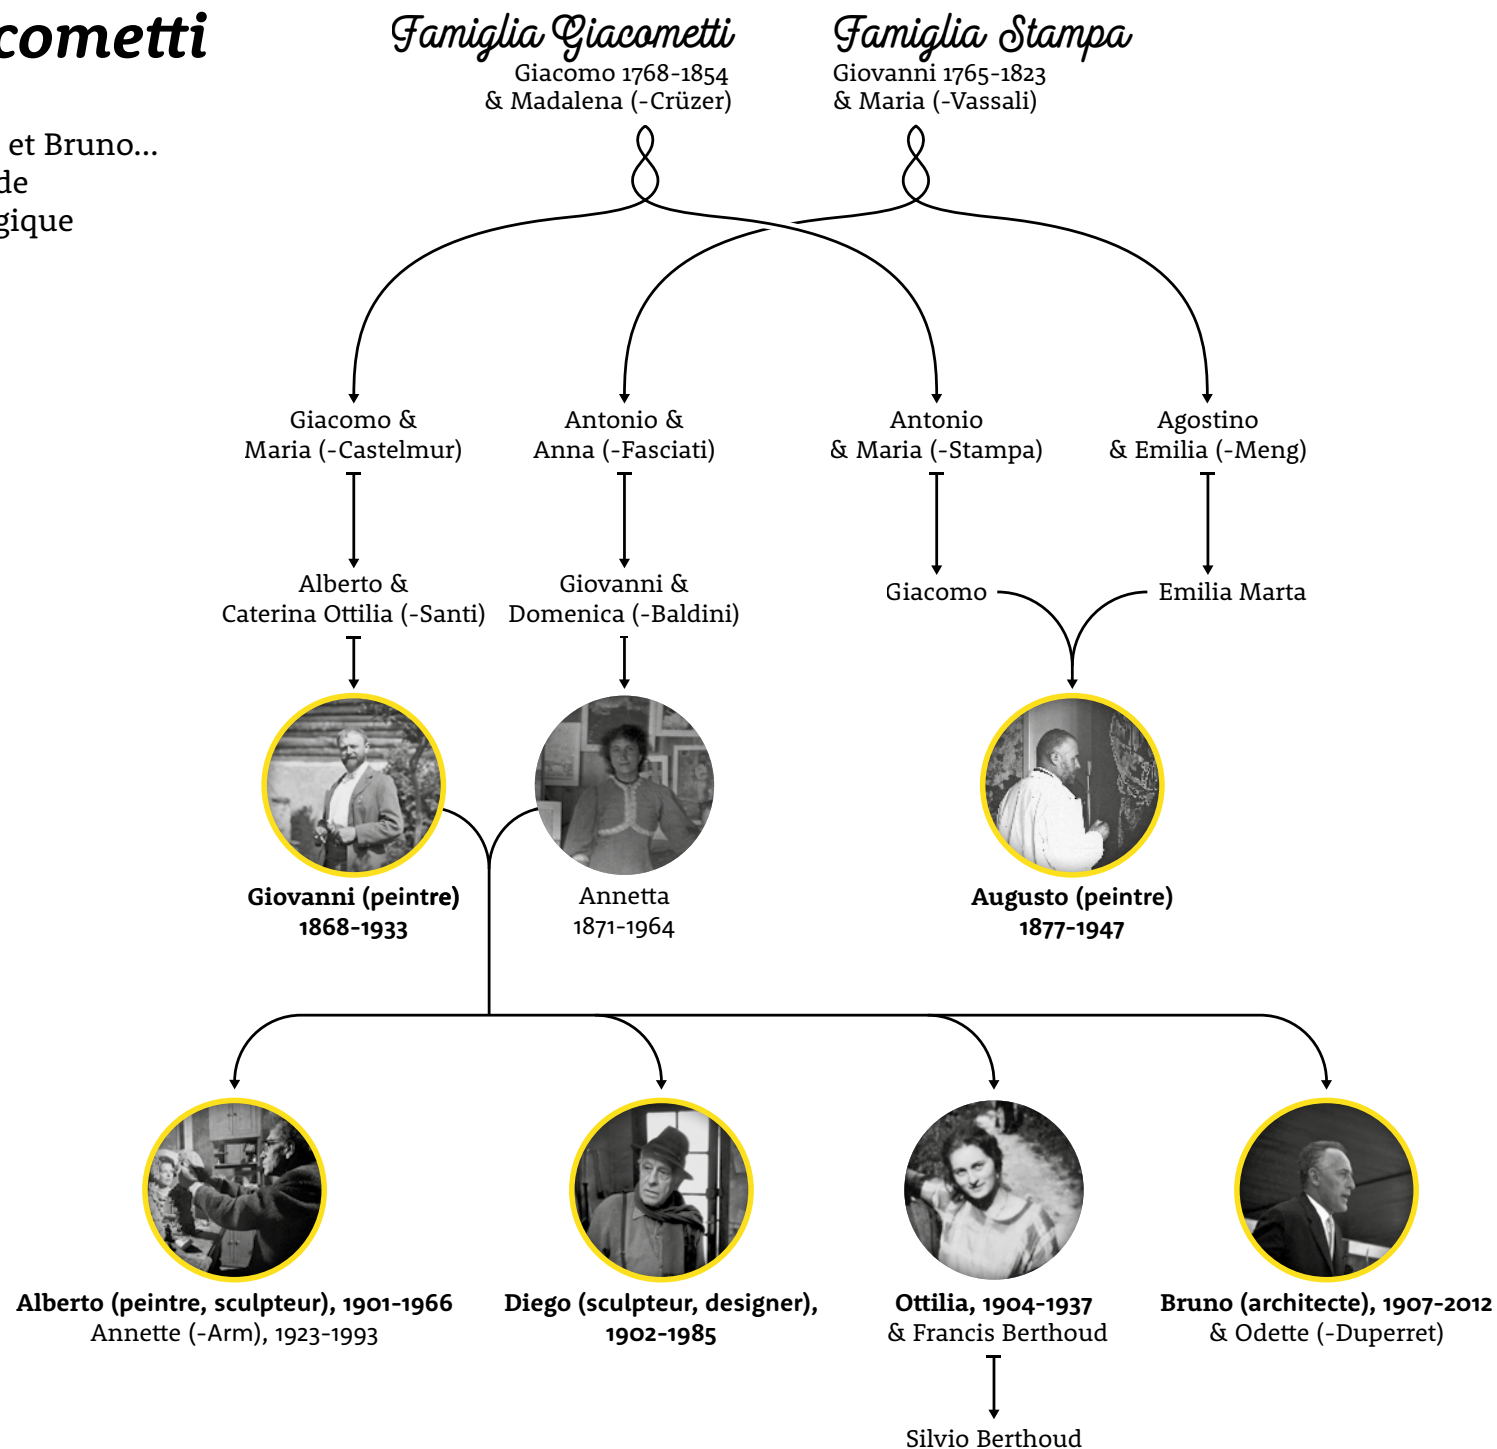 cometti
et Bruno...
de
gique
Famiglia Giacometti
Giacomo 1768-1854
& Madalena (-Crüzer)
Famiglia Stampa
Giovanni 1765-1823
& Maria (-Vassali)
Giacomo &
Maria (-Castelmur)
Antonio &
Anna (-Fasciati)
Antonio
& Maria (-Stampa)
Agostino
& Emilia (-Meng)
Alberto &
Caterina Ottilia (-Santi)
Giovanni &
Domenica (-Baldini)
Giacomo
Emilia Marta
Giovanni (peintre)
1868-1933
Annetta
1871-1964
Augusto (peintre)
1877-1947
Alberto (peintre, sculpteur), 1901-1966
Annette (-Arm), 1923-1993
Diego (sculpteur, designer),
1902-1985
Ottilia, 1904-1937
& Francis Berthoud
Bruno (architecte), 1907-2012
& Odette (-Duperret)
Silvio Berthoud